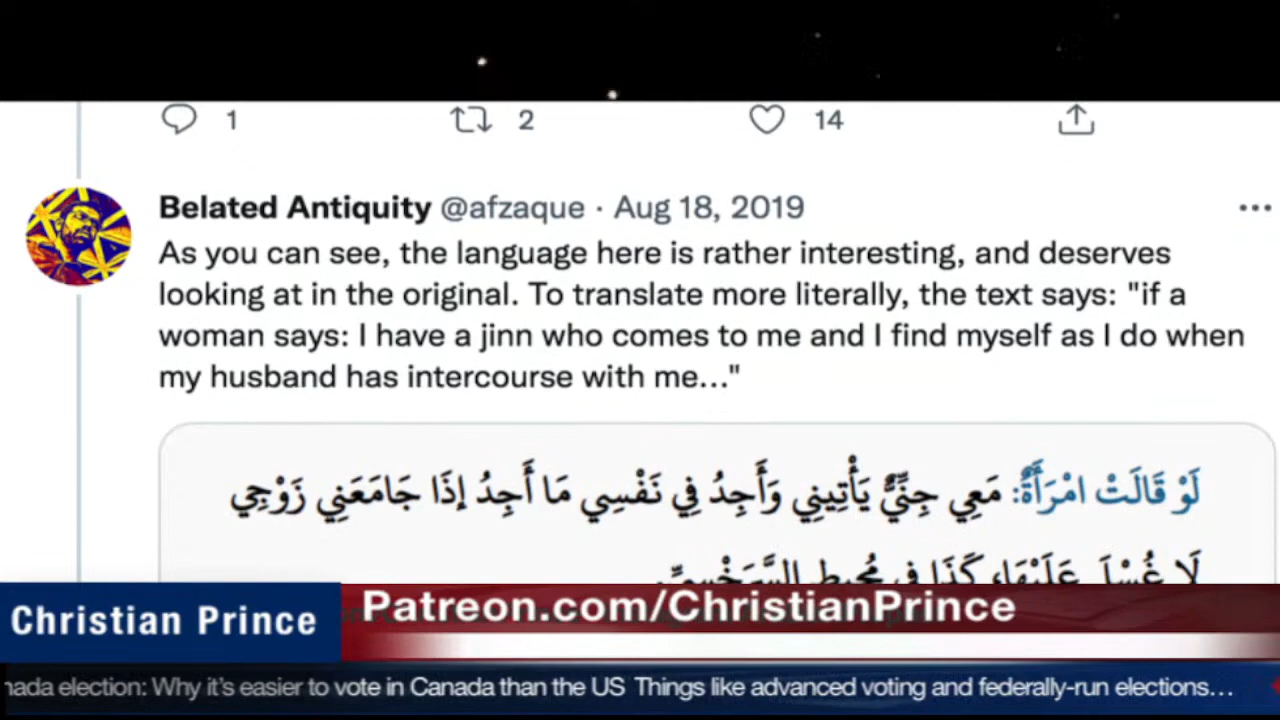 1 2 14
Belated Antiquity @afzaque · Aug 18, 2019
As you can see, the language here is rather interesting, and deserves
looking at in the original. To translate more literally, the text says: "if a
woman says: I have a jinn who comes to me and I find myself as I do when
my husband has intercourse with me..."
لَوْ قَالَتْ امْرَأَةٌ: مَعِي جِنِّيٌّ يَأْتِينِي وَأَجِدُ فِي نَفْسِي مَا أَجِدُ إذَا جَامَعَنِي زَوْجِي
لَا غُسْلَ عَلَيْهَا، كَذَا فِي مُحِيطِ السَّرَخْسِيِّ.
Christian Prince
Patreon.com/ChristianPrince
nada election: Why it's easier to vote in Canada than the US Things like advanced voting and federally-run elections...